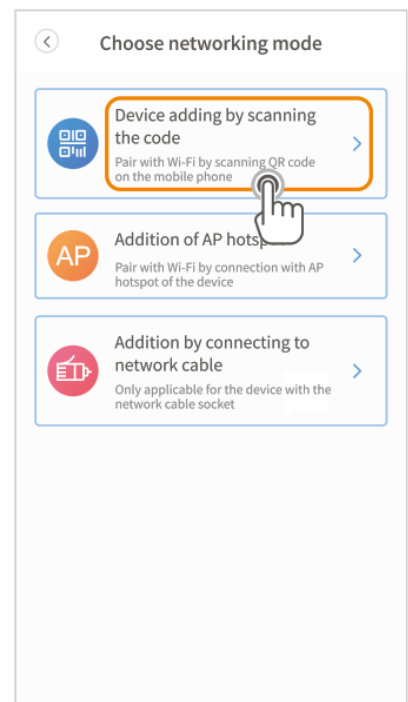 Choose networking mode
Device adding by scanning
the code
Pair with Wi-Fi by scanning QR code
on the mobile phone
AP
Addition of AP
Pair with Wi-Fi by connection with AP
hotspot of the device
Addition by connecting to
network cable
Only applicable for the device with the
network cable socket